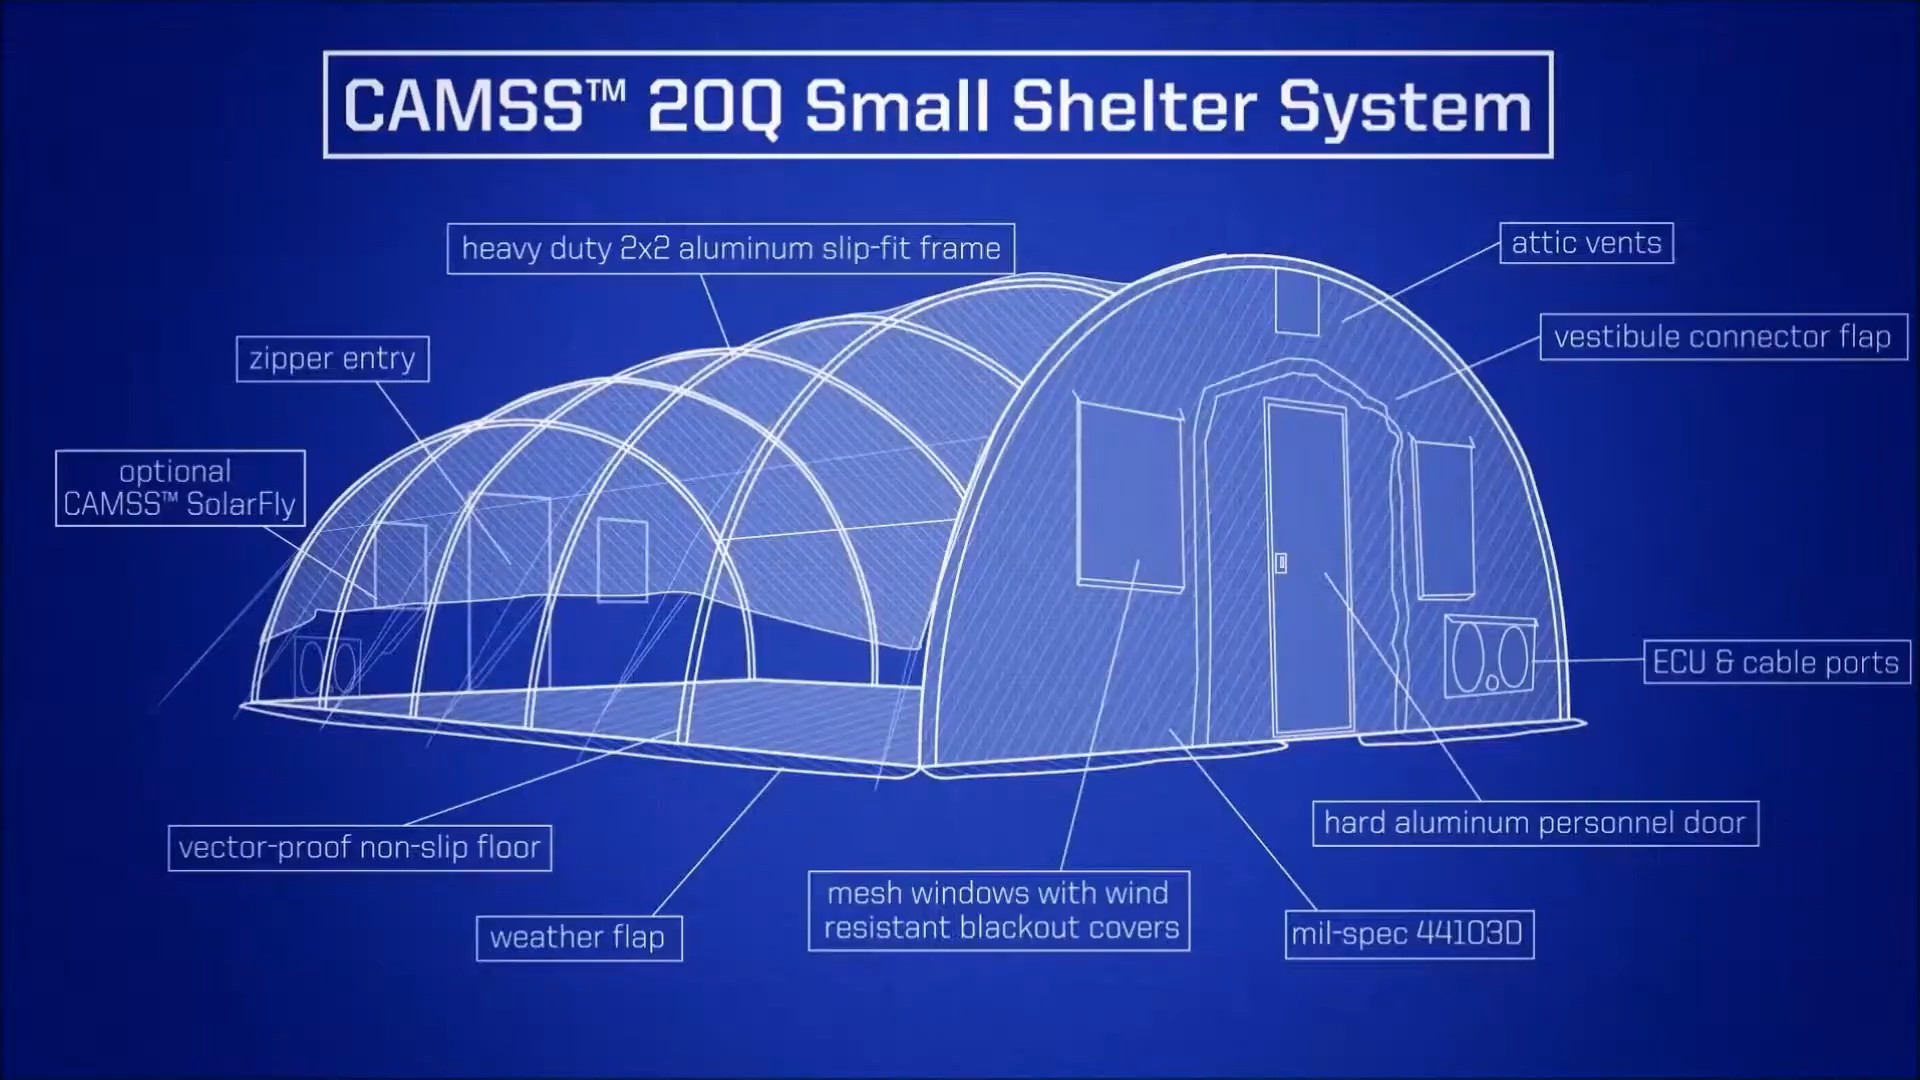 CAMSS™ 20Q Small Shelter System
heavy duty 2x2 aluminum slip-fit frame
attic vents
vestibule connector flap
zipper entry
optional
CAMSS™ SolarFly
ECU & cable ports
hard aluminum personnel door
vector-proof non-slip floor
mesh windows with wind
resistant blackout covers
weather flap
mil-spec 44103D